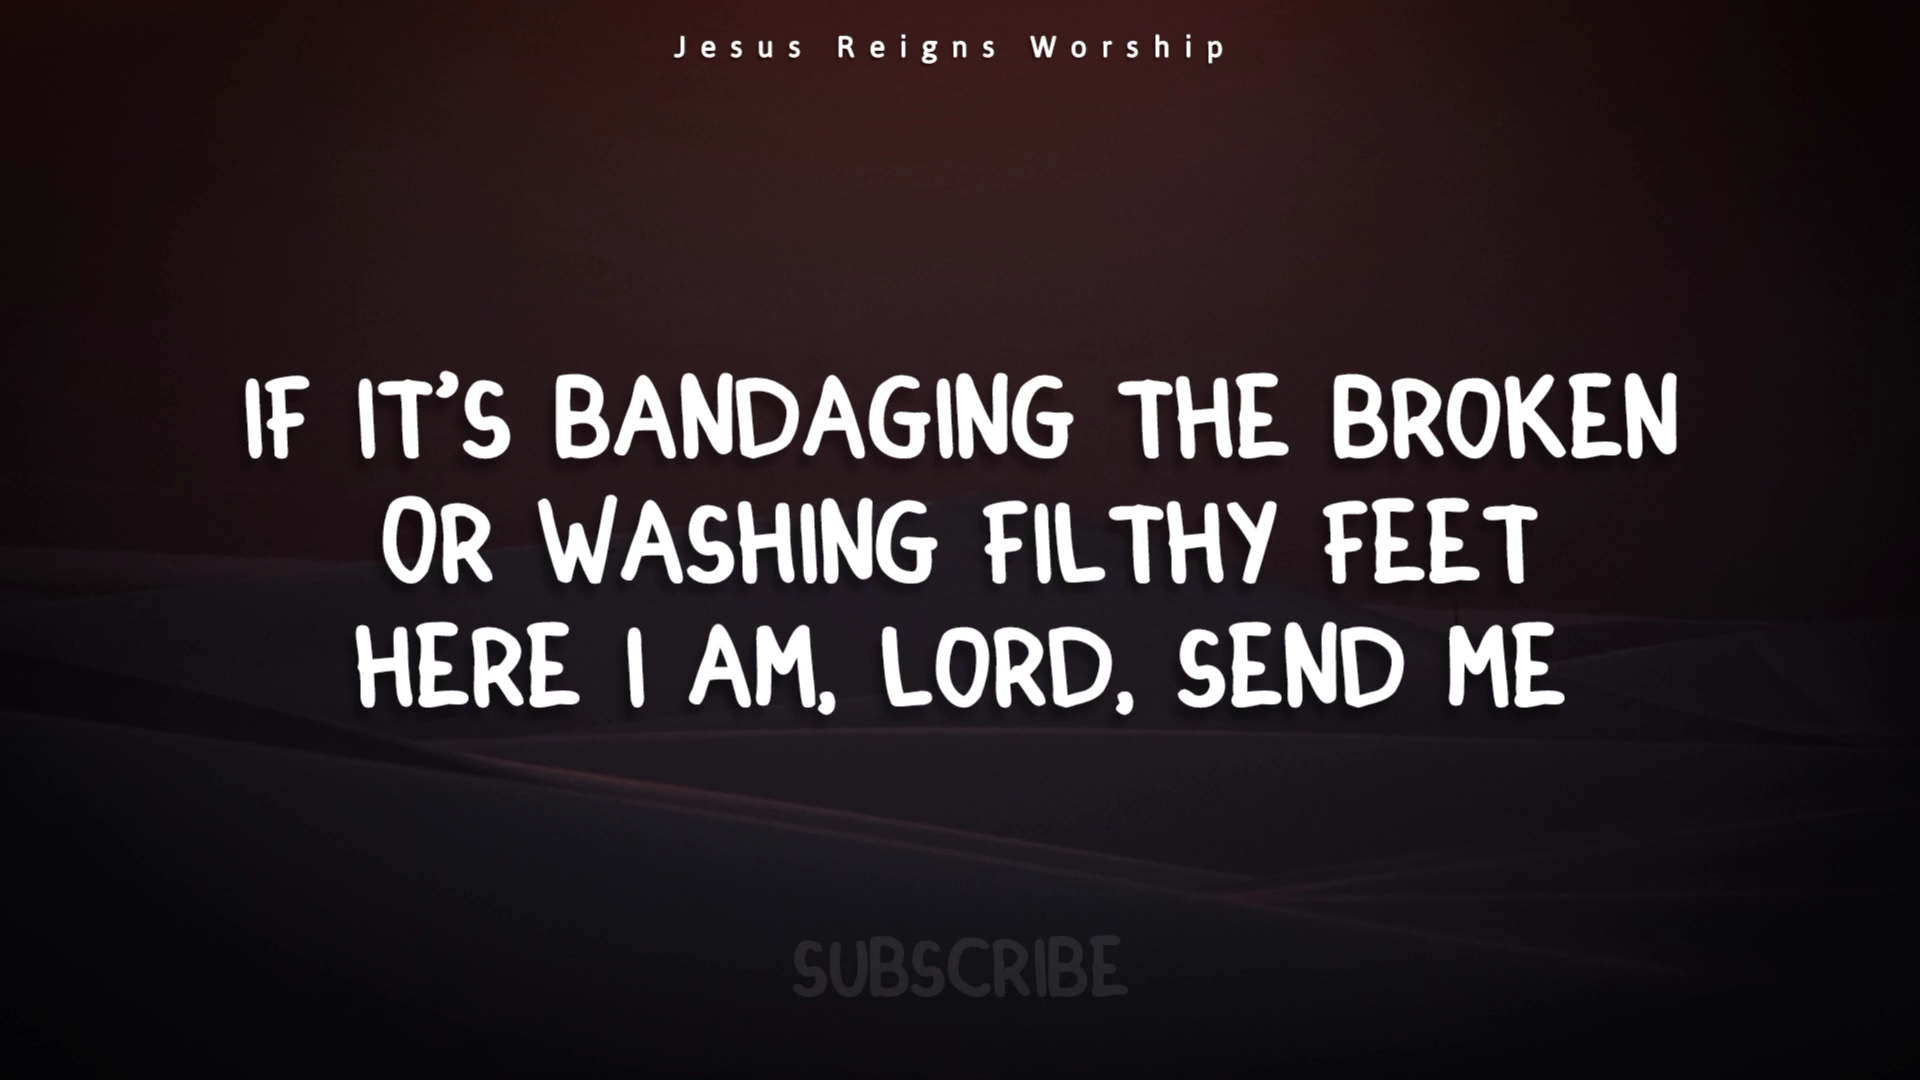 Jesus Reigns Worship
IF IT'S BANDAGING THE BROKEN
OR WASHING FILTHY FEET
HERE I AM, LORD, SEND ME
SUBSCRIBE